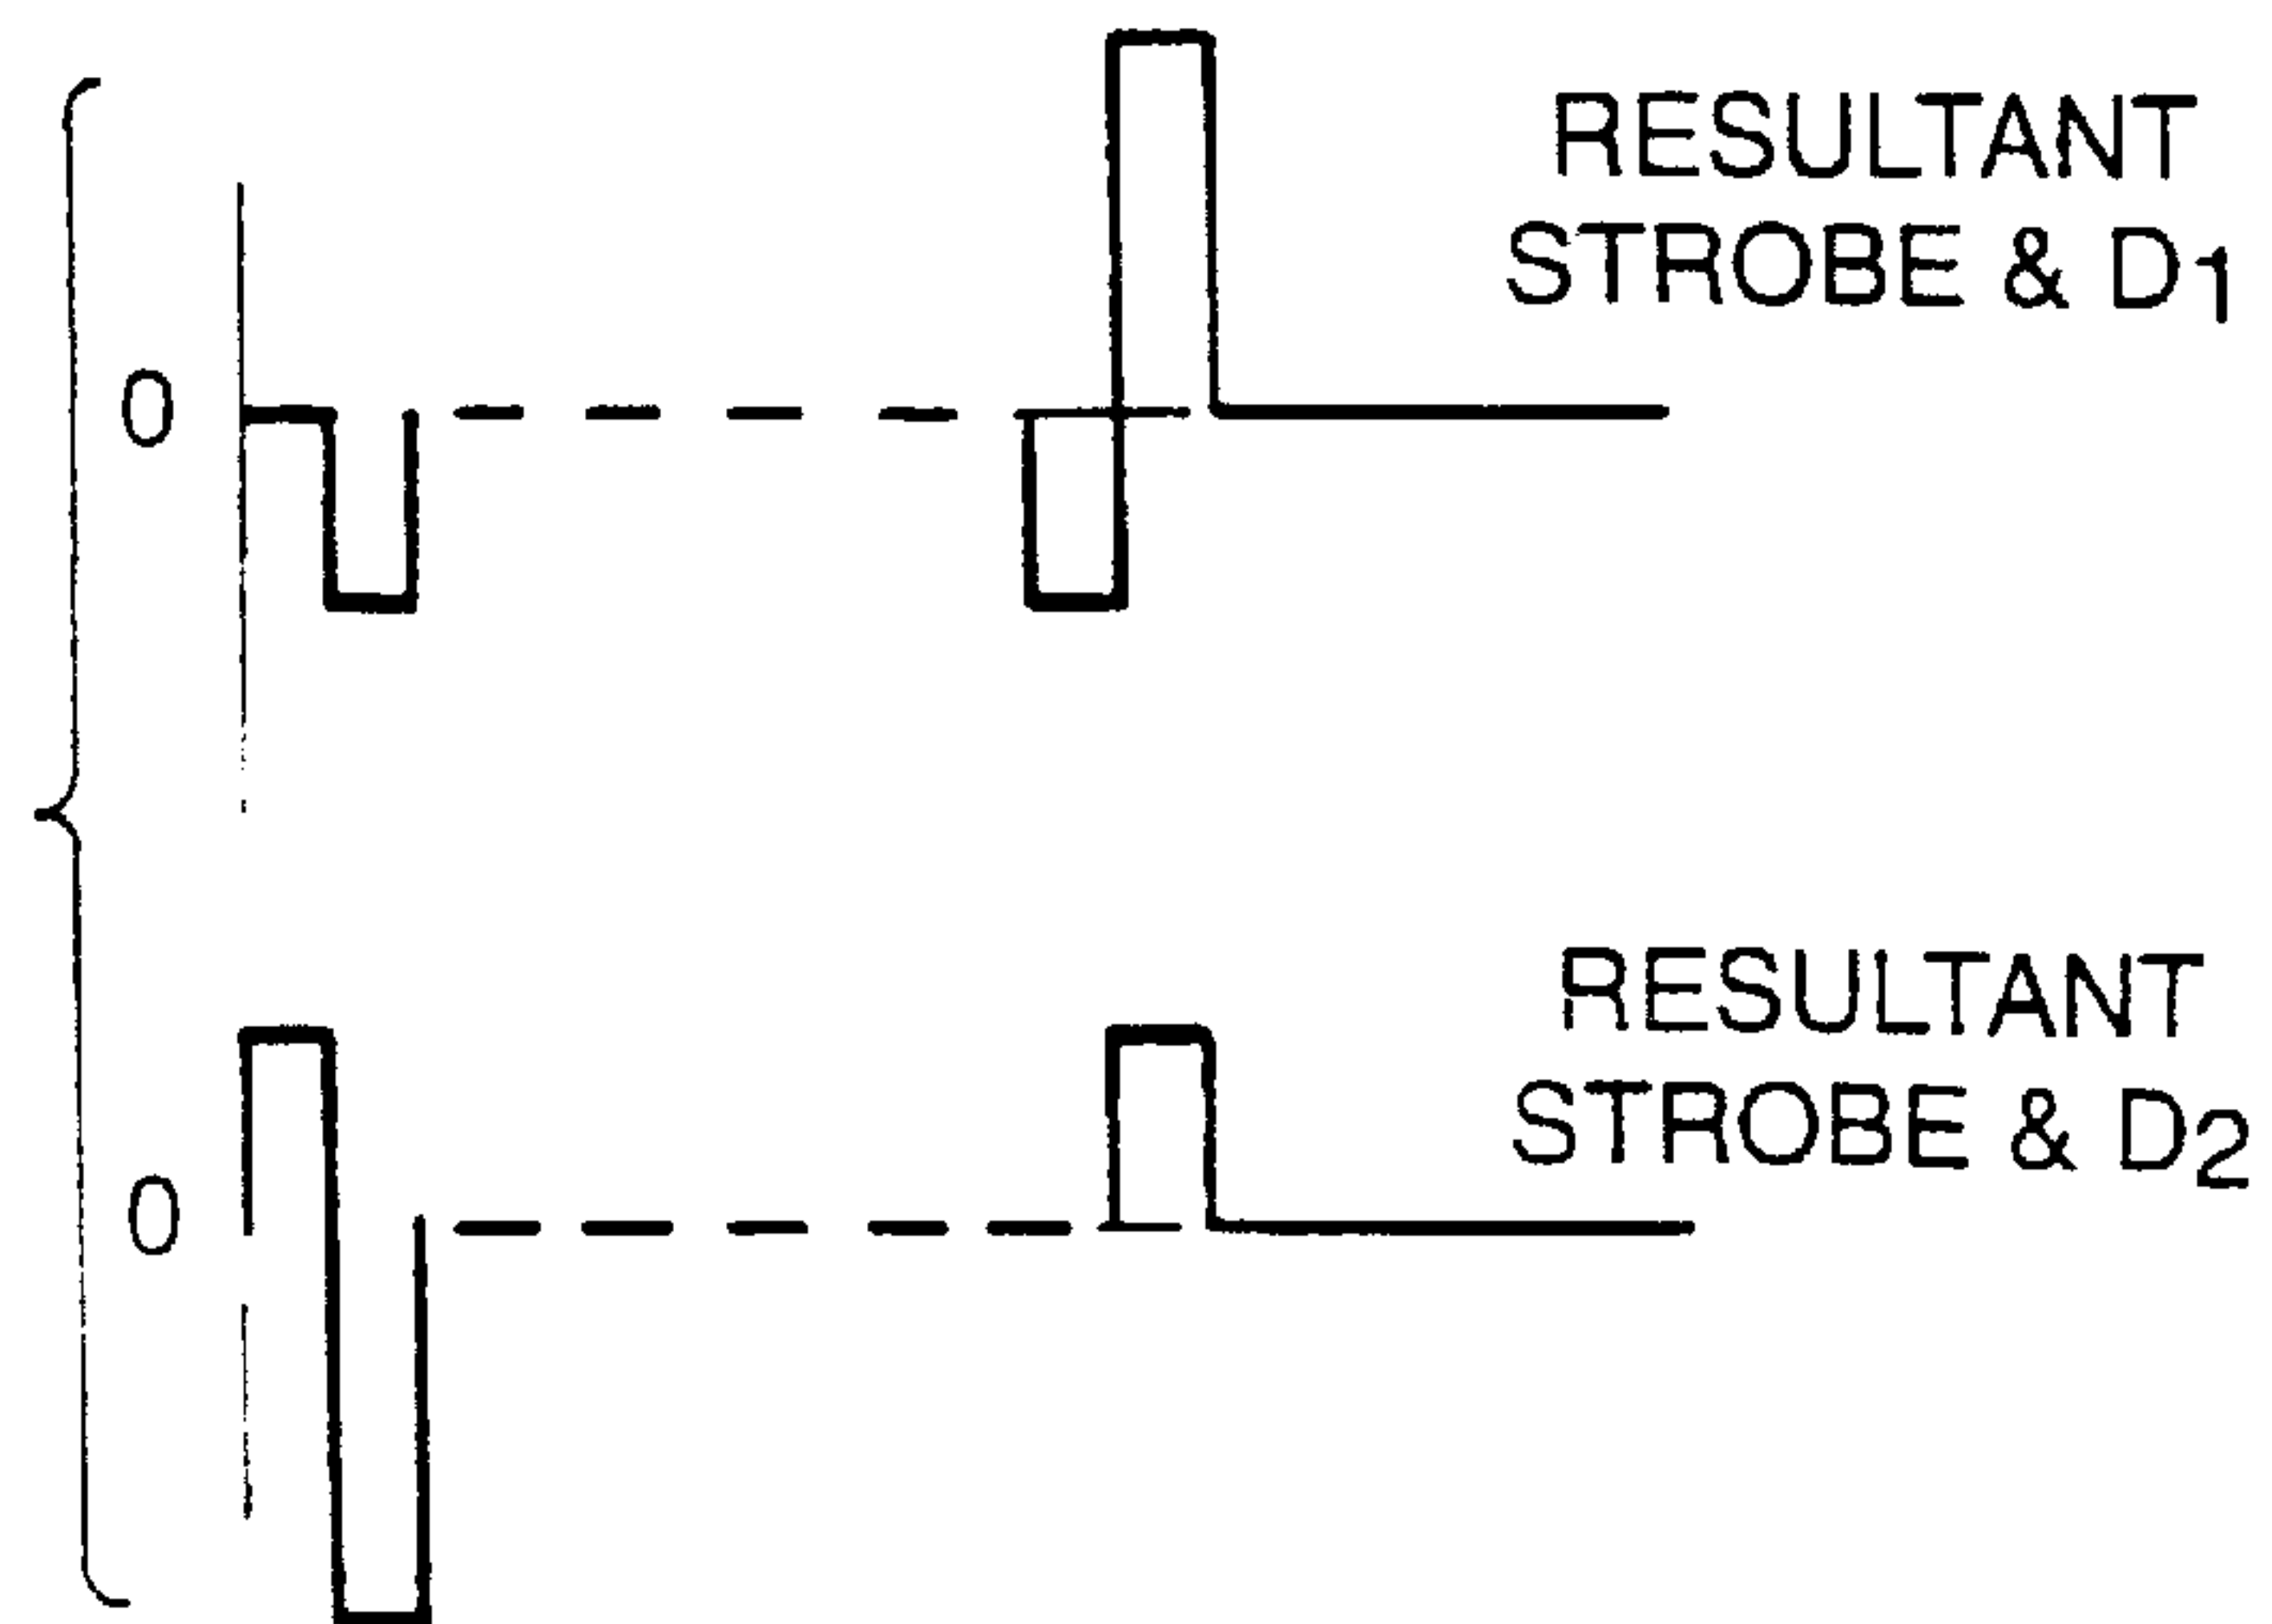 RESULTANT
STROBE & D1
0
RESULTANT
STROBE & D2
0